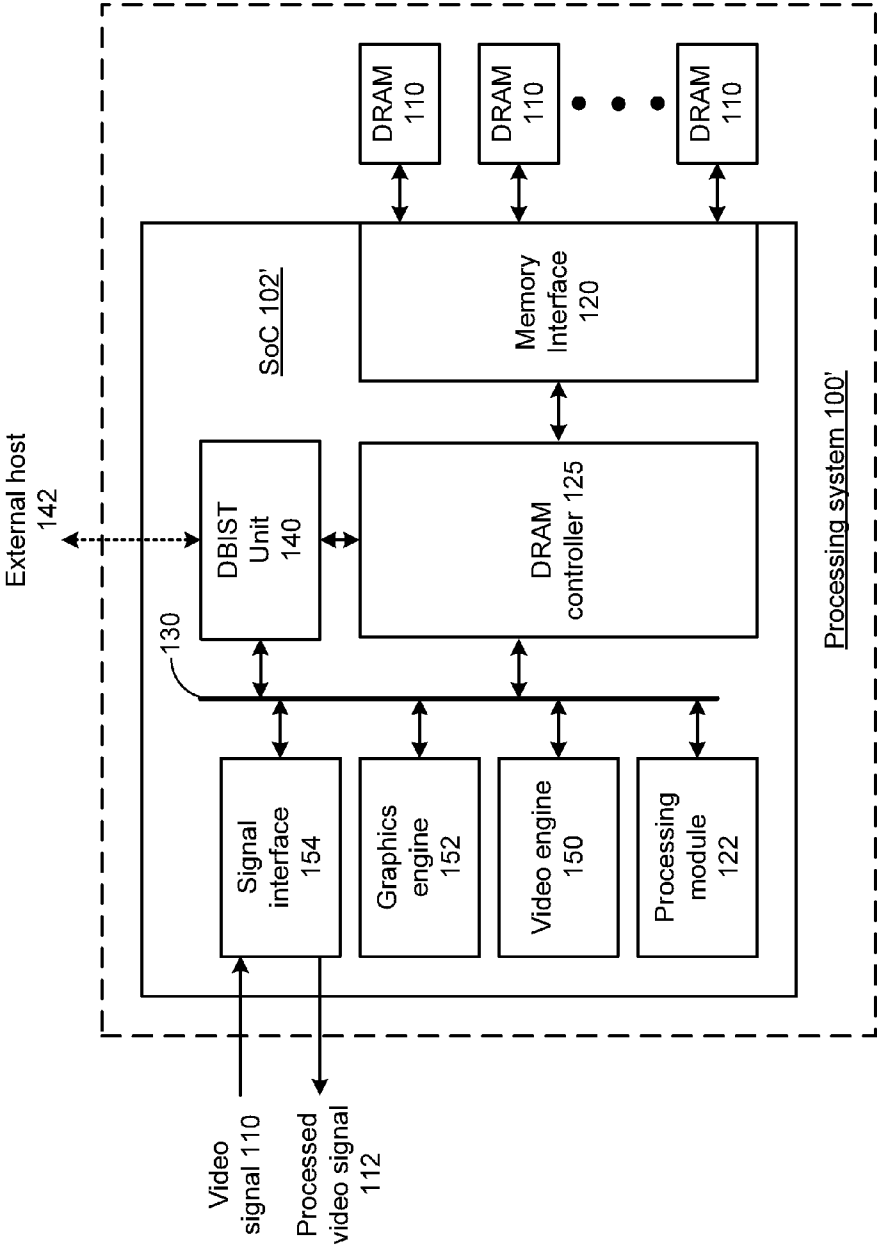 External host
142
Video
signal 110
Processed
video signal
112
Signal
interface
154
Graphics
engine
152
Video engine
150
Processing
module
122
130
DBIST
Unit
140
DRAM
controller 125
SoC 102'
Memory
Interface
120
DRAM
110
DRAM
110
DRAM
110
Processing system 100'